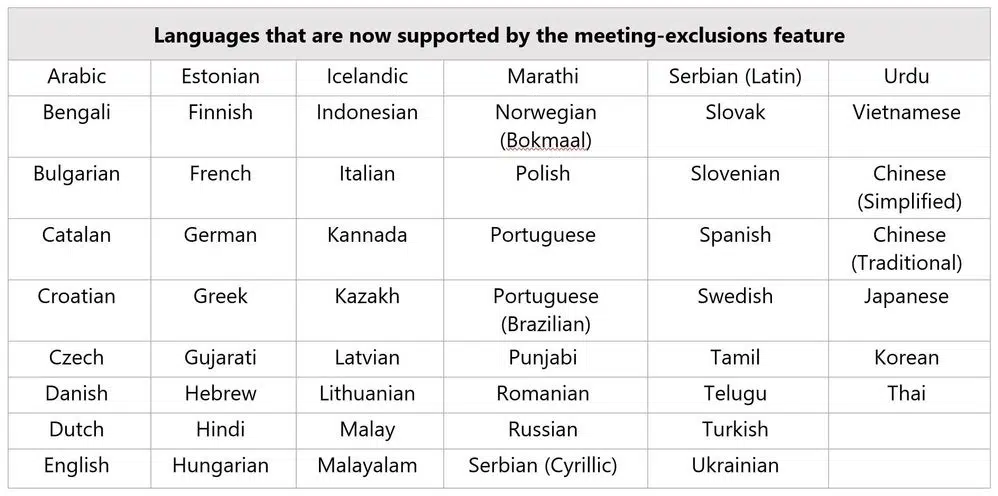 Languages that are now supported by the meeting-exclusions feature
Arabic Estonian Icelandic Marathi Serbian (Latin) Urdu
Bengali Finnish Indonesian Norwegian (Bokmaal) Slovak Vietnamese
Bulgarian French Italian Polish Slovenian Chinese (Simplified)
Catalan German Kannada Portuguese Spanish Chinese (Traditional)
Croatian Greek Kazakh Portuguese (Brazilian) Swedish Japanese
Czech Gujarati Latvian Punjabi Tamil Korean
Danish Hebrew Lithuanian Romanian Telugu Thai
Dutch Hindi Malay Russian Turkish
English Hungarian Malayalam Serbian (Cyrillic) Ukrainian